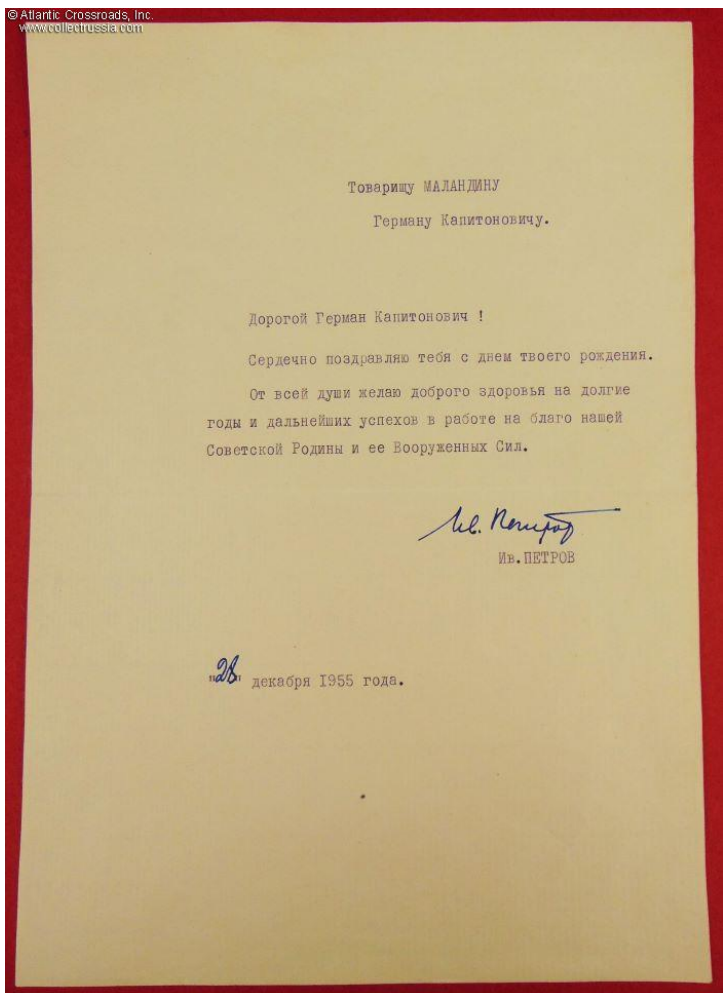 © Atlantic Crossroads, Inc.
www.collectrussia.com
Товарищу МАЛАНДИНУ
Герману Капитоновичу.
Дорогой Герман Капитонович !
Сердечно поздравляю тебя с днем твоего рождения.
От всей души желаю доброго здоровья на долгие
годы и дальнейших успехов в работе на благо нашей
Советской Родины и ее Вооруженных Сил.
Ив. Петров
Ив.ПЕТРОВ
"28" декабря 1955 года.